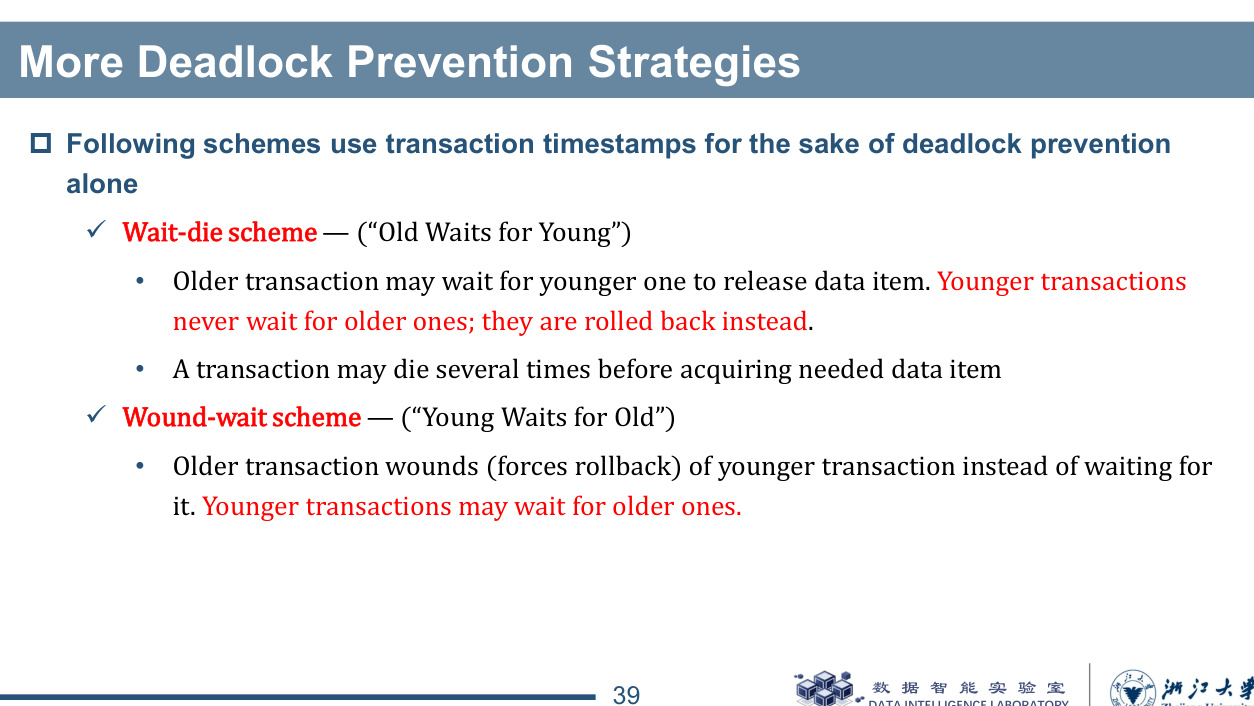 More Deadlock Prevention Strategies
Following schemes use transaction timestamps for the sake of deadlock prevention
alone
✓ Wait-die scheme — (“Old Waits for Young”)
• Older transaction may wait for younger one to release data item. Younger transactions
never wait for older ones; they are rolled back instead.
• A transaction may die several times before acquiring needed data item
✓ Wound-wait scheme — (“Young Waits for Old”)
• Older transaction wounds (forces rollback) of younger transaction instead of waiting for
it. Younger transactions may wait for older ones.
39
数据智能实验室
DATA INTELLIGENCE LABORATORY
浙江大学